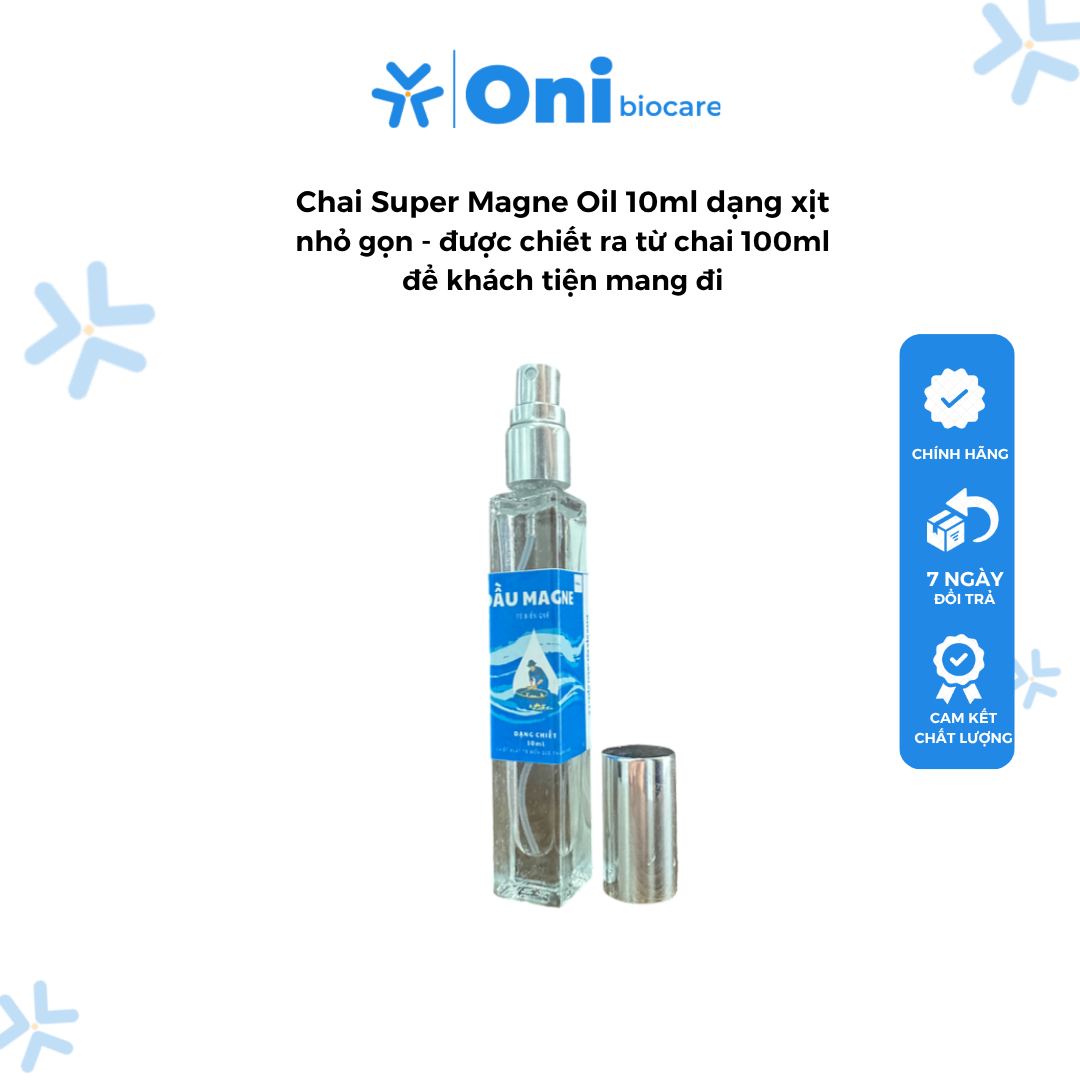 Oni biocare
Chai Super Magne Oil 10ml dạng xịt
nhỏ gọn - được chiết ra từ chai 100ml
để khách tiện mang đi
CHÍNH HÃNG
7 NGÀY
ĐỔI TRẢ
CAM KẾT
CHẤT LƯỢNG
DẦU MAGNE
DẠNG CHIẾT
10ml